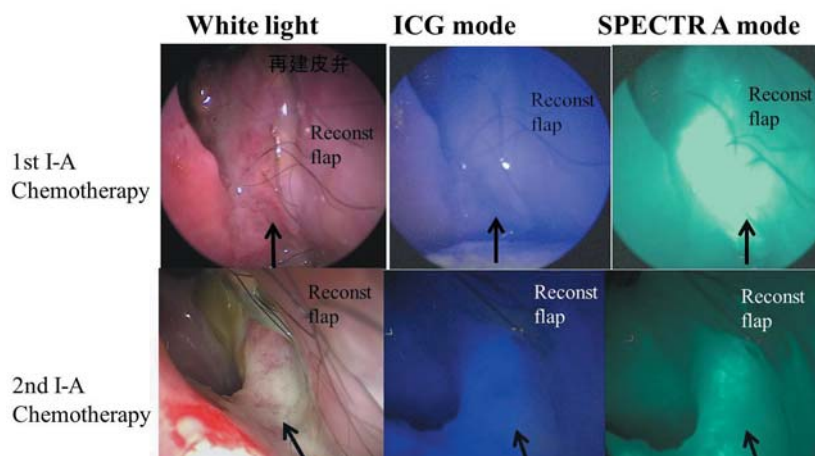 White light
ICG mode
SPECTR A mode
再建皮弁
Reconst
flap
Reconst
flap
Reconst
flap
1st I-A
Chemotherapy
Reconst
flap
Reconst
flap
Reconst
flap
2nd I-A
Chemotherapy